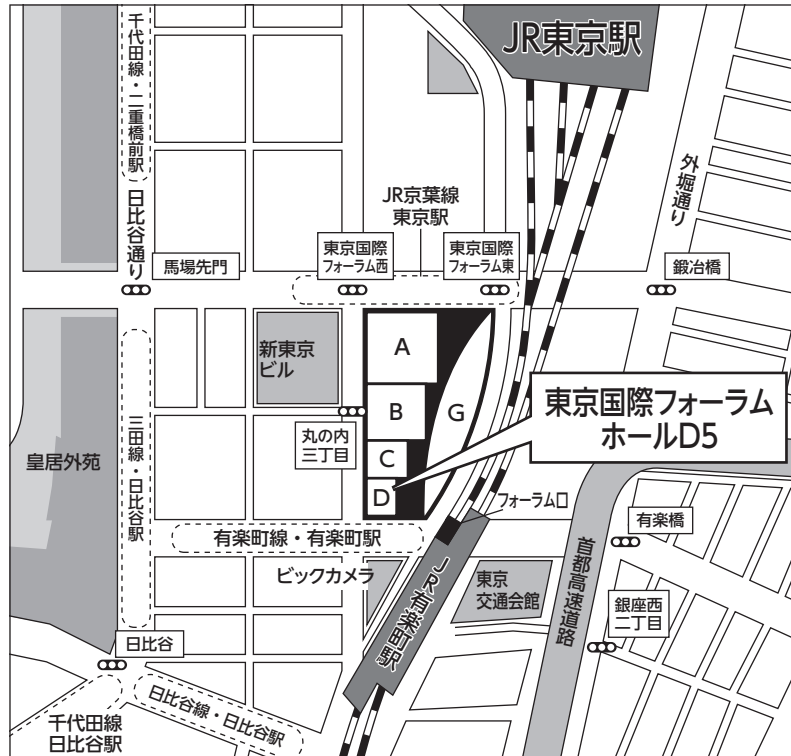 JR東京駅
千代田線・二重橋前駅
日比谷通り
外堀通り
JR京葉線
東京駅
馬場先門
東京国際
フォーラム西
東京国際
フォーラム東
鍛冶橋
A
新東京
ビル
B
G
東京国際フォーラム
ホールD5
丸の内
三丁目
C
D
皇居外苑
三田線・日比谷駅
フォーラム口
有楽町線・有楽町駅
有楽橋
ビックカメラ
JR有楽町駅
東京
交通会館
首都高速道路
銀座西
二丁目
日比谷
日比谷線・日比谷駅
千代田線
日比谷駅